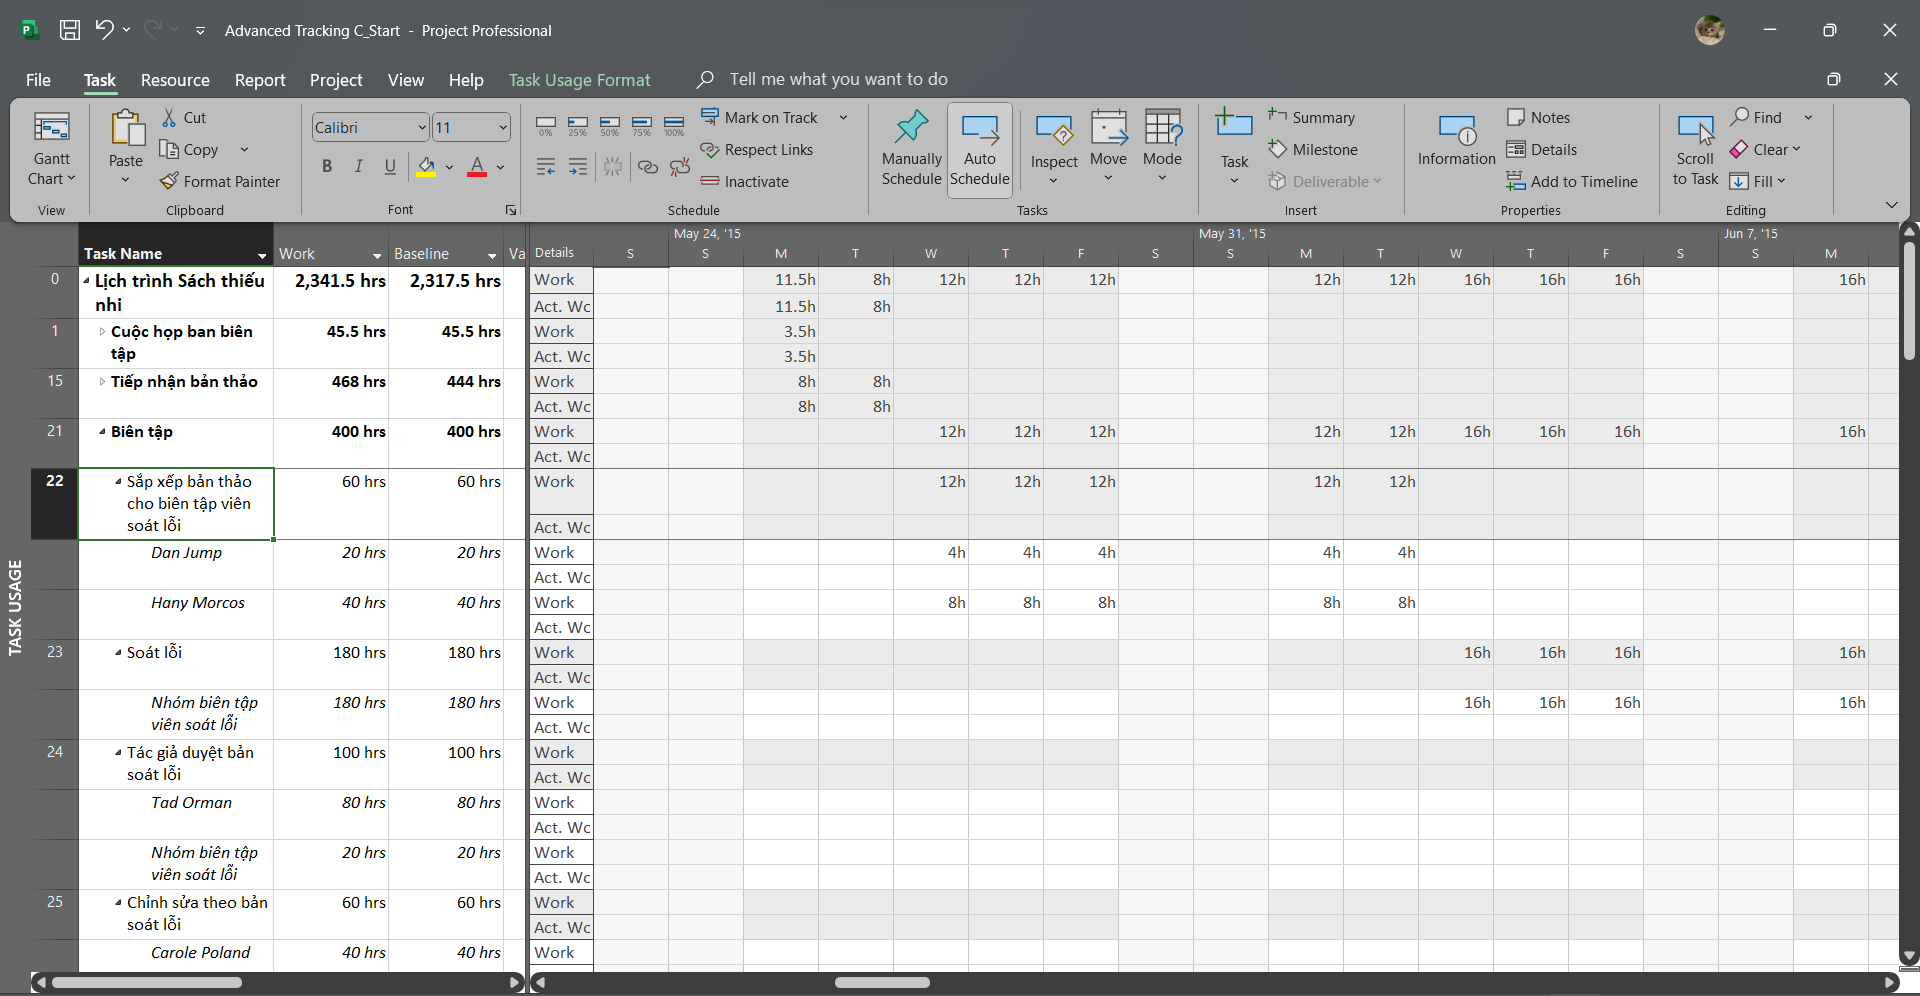 Advanced Tracking C_Start - Project Professional
File Task Resource Report Project View Help Task Usage Format Tell me what you want to do
Gantt Chart
View
Paste
Cut
Copy
Format Painter
Clipboard
Calibri 11
B I U A
Font
0% 25% 50% 75% 100%
Mark on Track
Respect Links
Inactivate
Schedule
Manually Schedule
Auto Schedule
Inspect
Move
Mode
Tasks
Task
Summary
Milestone
Deliverable
Insert
Information
Notes
Details
Add to Timeline
Properties
Scroll to Task
Find
Clear
Fill
Editing
May 24, '15 May 31, '15 Jun 7, '15
Task Name Work Baseline Va Details S S M T W T F S S M T W T F S S M
0 Lịch trình Sách thiếu 2,341.5 hrs 2,317.5 hrs Work 11.5h 8h 12h 12h 12h 12h 12h 16h 16h 16h 16h
nhi Act. Wc 11.5h 8h
1 Cuộc họp ban biên 45.5 hrs 45.5 hrs Work 3.5h
tập Act. Wc 3.5h
15 Tiếp nhận bản thảo 468 hrs 444 hrs Work 8h 8h
Act. Wc 8h 8h
21 Biên tập 400 hrs 400 hrs Work 12h 12h 12h 12h 12h 16h 16h 16h 16h
Act. Wc
22 Sắp xếp bản thảo 60 hrs 60 hrs Work 12h 12h 12h 12h 12h
cho biên tập viên
soát lỗi Act. Wc
Dan Jump 20 hrs 20 hrs Work 4h 4h 4h 4h 4h
Act. Wc
Hany Morcos 40 hrs 40 hrs Work 8h 8h 8h 8h 8h
Act. Wc
23 Soát lỗi 180 hrs 180 hrs Work 16h 16h 16h 16h
Act. Wc
Nhóm biên tập 180 hrs 180 hrs Work 16h 16h 16h 16h
viên soát lỗi Act. Wc
24 Tác giả duyệt bản 100 hrs 100 hrs Work
soát lỗi Act. Wc
Tad Orman 80 hrs 80 hrs Work
Act. Wc
Nhóm biên tập 20 hrs 20 hrs Work
viên soát lỗi Act. Wc
25 Chỉnh sửa theo bản 60 hrs 60 hrs Work
soát lỗi Act. Wc
Carole Poland 40 hrs 40 hrs Work
TASK USAGE